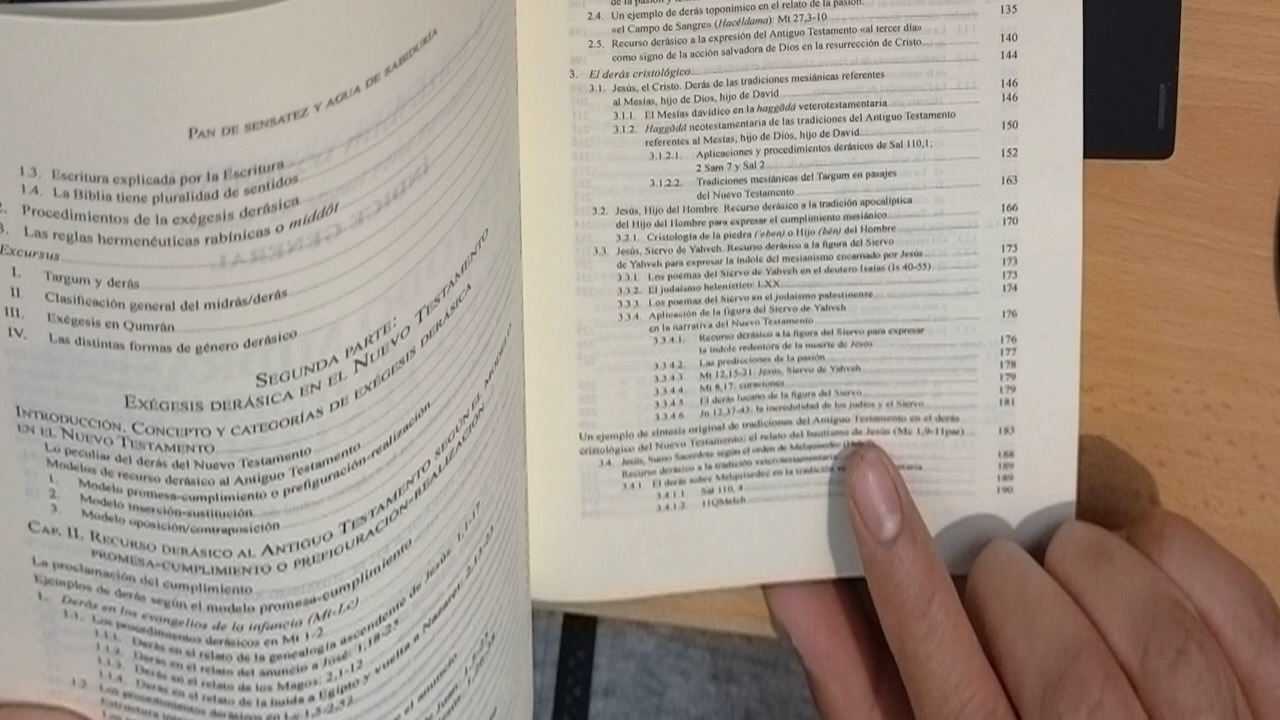 PAN DE SENSATEZ Y AGUA DE SABIDURÍA
1.3. Escritura explicada por la Escritura
1.4. La Biblia tiene pluralidad de sentidos
2. Procedimientos de la exégesis derásica
3. Las reglas hermenéuticas rabínicas o middôt
Excursus
I. Targum y derás
II Clasificación general del midrás/derás
III. Exégesis en Qumrán
IV. Las distintas formas de género derásico
SEGUNDA PARTE:
EXÉGESIS DERÁSICA EN EL NUEVO TESTAMENTO
INTRODUCCIÓN. CONCEPTO Y CATEGORÍAS DE EXÉGESIS DERÁSICA
EN EL NUEVO TESTAMENTO
Lo peculiar del derás del Nuevo Testamento
Modelos de recurso derásico al Antiguo Testamento
1. Modelo promesa-cumplimiento o prefiguración-realización
2. Modelo inserción-sustitución
3. Modelo oposición/contraposición
CAP. II. RECURSO DERÁSICO AL ANTIGUO TESTAMENTO SEGÚN EL MODELO
PROMESA-CUMPLIMIENTO O PREFIGURACIÓN-REALIZACIÓN
La proclamación del cumplimiento
Ejemplos de derás según el modelo promesa-cumplimiento
1. Derás en los evangelios de la infancia (Mt-Lc)
1.1. Los procedimientos derásicos en Mt 1-2
1.1.1. Derás en el relato de la genealogía ascendente de Jesús: 1,1-17
1.1.2. Derás en el relato del anuncio a José: 1,18-25
1.1.3. Derás en el relato de los Magos: 2,1-12
1.1.4. Derás en el relato de la huida a Egipto y vuelta a Nazaret: 2,13-23
1.2. Los procedimientos derásicos en Lc 1,5-2,52
Estructura
de la pasión y
2.4. Un ejemplo de derás toponímico en el relato de la pasión:
«el Campo de Sangre» (Hacéldama): Mt 27,3-10 135
2.5. Recurso derásico a la expresión del Antiguo Testamento «al tercer día»
como signo de la acción salvadora de Dios en la resurrección de Cristo 140
3. El derás cristológico 144
3.1. Jesús, el Cristo. Derás de las tradiciones mesiánicas referentes
al Mesías, hijo de Dios, hijo de David 146
3.1.1. El Mesías davídico en la haggādā veterotestamentaria 146
3.1.2. Haggādā neotestamentaria de las tradiciones del Antiguo Testamento
referentes al Mesías, hijo de Dios, hijo de David 150
3.1.2.1. Aplicaciones y procedimientos derásicos de Sal 110,1;
2 Sam 7 y Sal 2 152
3.1.2.2. Tradiciones mesiánicas del Targum en pasajes
del Nuevo Testamento 163
3.2. Jesús, Hijo del Hombre. Recurso derásico a la tradición apocalíptica
del Hijo del Hombre para expresar el cumplimiento mesiánico 166
3.2.1. Cristología de la piedra ('eben) o Hijo (bén) del Hombre 170
3.3. Jesús, Siervo de Yahveh. Recurso derásico a la figura del Siervo
de Yahveh para expresar la índole del mesianismo encarnado por Jesús 173
3.3.1. Los poemas del Siervo de Yahveh en el deutero Isaías (Is 40-55) 173
3.3.2. El judaísmo helenístico: LXX 173
3.3.3. Los poemas del Siervo en el judaísmo palestinense 174
3.3.4. Aplicación de la figura del Siervo de Yahveh
en la narrativa del Nuevo Testamento 176
3.3.4.1. Recurso derásico a la figura del Siervo para expresar
la índole redentora de la muerte de Jesús 176
3.3.4.2. Las predicciones de la pasión 177
3.3.4.3 Mt 12,15-21: Jesús, Siervo de Yahveh 178
3.3.4.4 Mt 8,17: curaciones 179
3.3.4.5 El derás lucano de la figura del Siervo 179
3.3.4.6 Jn 12,37-43: la incredulidad de los judíos y el Siervo 181
Un ejemplo de síntesis original de tradiciones del Antiguo Testamento en el derás
cristológico del Nuevo Testamento: el relato del bautismo de Jesús (Mc 1,9-11par) 183
3.4. Jesús, Sumo Sacerdote según el orden de Melquisedec
Recurso derásico a la tradición veterotestamentaria 188
3.4.1. El derás sobre Melquisedec en la tradición 189
3.4.1.1 Sal 110, 4 189
3.4.1.2. 11QMelch 190